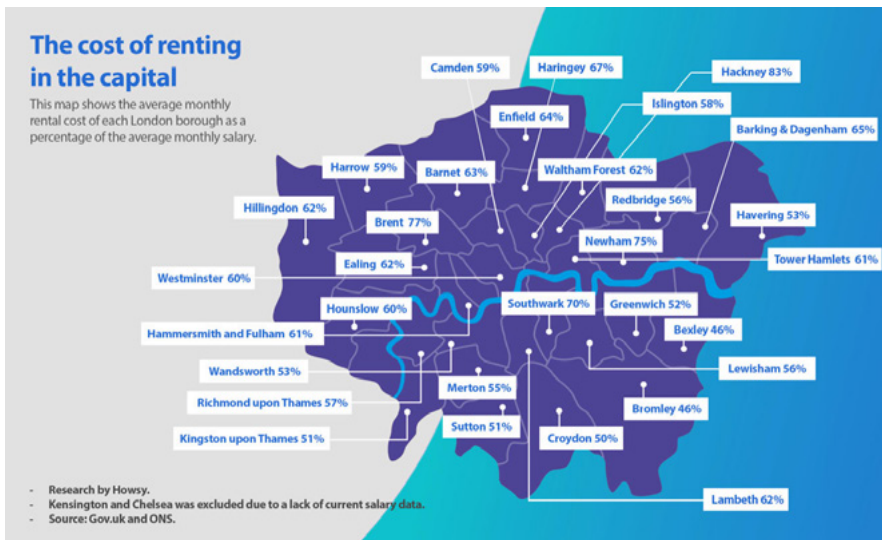 The cost of renting
in the capital
This map shows the average monthly
rental cost of each London borough as a
percentage of the average monthly salary.
Camden 59%
Haringey 67%
Hackney 83%
Islington 58%
Enfield 64%
Barking & Dagenham 65%
Harrow 59%
Barnet 63%
Waltham Forest 62%
Redbridge 56%
Hillingdon 62%
Brent 77%
Havering 53%
Newham 75%
Ealing 62%
Tower Hamlets 61%
Westminster 60%
Hounslow 60%
Southwark 70%
Greenwich 52%
Hammersmith and Fulham 61%
Bexley 46%
Wandsworth 53%
Lewisham 56%
Merton 55%
Richmond upon Thames 57%
Bromley 46%
Sutton 51%
Kingston upon Thames 51%
Croydon 50%
Lambeth 62%
- Research by Howsy.
- Kensington and Chelsea was excluded due to a lack of current salary data.
- Source: Gov.uk and ONS.